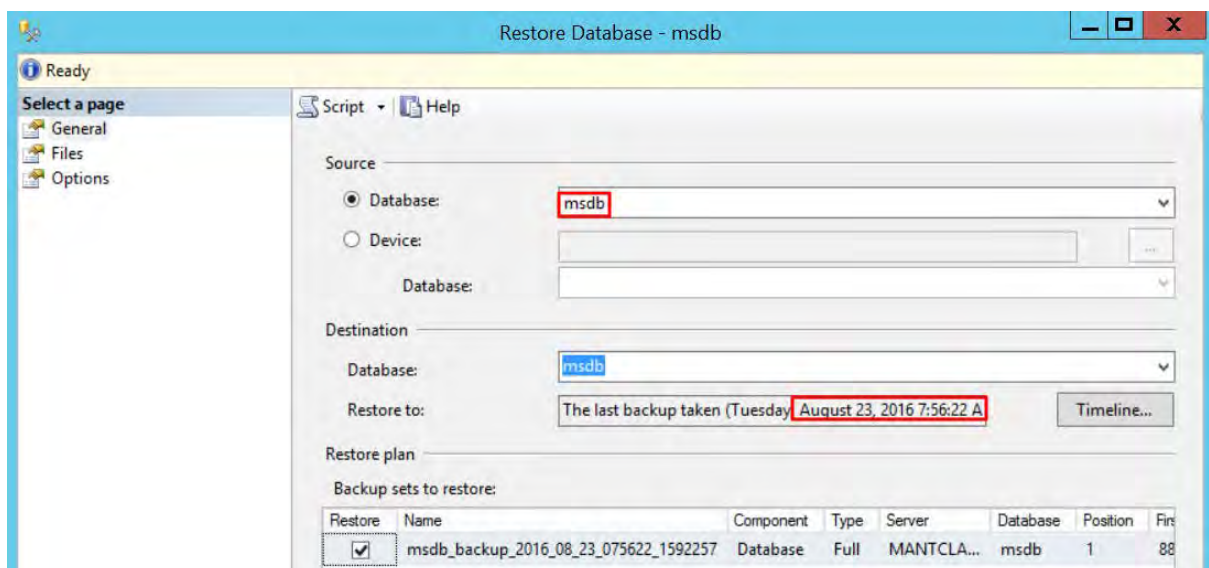 Restore Database - msdb
Ready
Select a page
General
Files
Options
Script
Help
Source
Database:
msdb
Device:
...
Database:
Destination
Database:
msdb
Restore to:
The last backup taken (Tuesday, August 23, 2016 7:56:22 A
Timeline...
Restore plan
Backup sets to restore:
Restore Name Component Type Server Database Position Firs
msdb_backup_2016_08_23_075622_1592257 Database Full MANTCLA... msdb 1 88